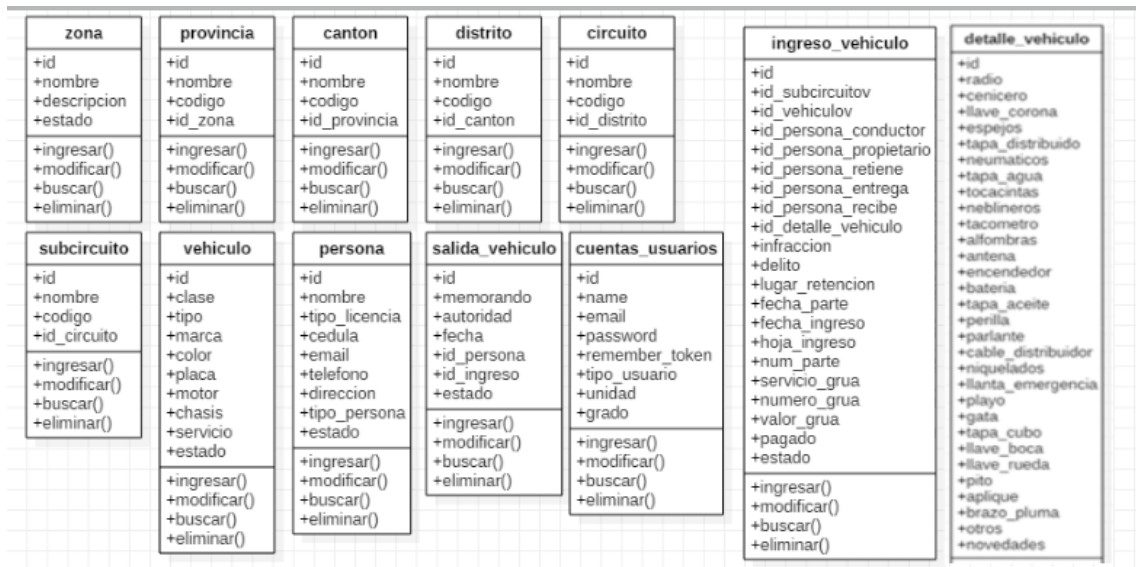 zona
+id
+nombre
+descripcion
+estado
+ingresar()
+modificar()
+buscar()
+eliminar()
provincia
+id
+nombre
+codigo
+id_zona
+ingresar()
+modificar()
+buscar()
+eliminar()
canton
+id
+nombre
+codigo
+id_provincia
+ingresar()
+modificar()
+buscar()
+eliminar()
distrito
+id
+nombre
+codigo
+id_canton
+ingresar()
+modificar()
+buscar()
+eliminar()
circuito
+id
+nombre
+codigo
+id_distrito
+ingresar()
+modificar()
+buscar()
+eliminar()
subcircuito
+id
+nombre
+codigo
+id_circuito
+ingresar()
+modificar()
+buscar()
+eliminar()
vehiculo
+id
+clase
+tipo
+marca
+color
+placa
+motor
+chasis
+servicio
+estado
+ingresar()
+modificar()
+buscar()
+eliminar()
persona
+id
+nombre
+tipo_licencia
+cedula
+email
+telefono
+direccion
+tipo_persona
+estado
+ingresar()
+modificar()
+buscar()
+eliminar()
salida_vehiculo
+id
+memorando
+autoridad
+fecha
+id_persona
+id_ingreso
+estado
+ingresar()
+modificar()
+buscar()
+eliminar()
cuentas_usuarios
+id
+name
+email
+password
+remember_token
+tipo_usuario
+unidad
+grado
+ingresar()
+modificar()
+buscar()
+eliminar()
ingreso_vehiculo
+id
+id_subcircuitov
+id_vehiculov
+id_persona_conductor
+id_persona_propietario
+id_persona_retiene
+id_persona_entrega
+id_persona_recibe
+id_detalle_vehiculo
+infraccion
+delito
+lugar_retencion
+fecha_parte
+fecha_ingreso
+hoja_ingreso
+num_parte
+servicio_grua
+numero_grua
+valor_grua
+pagado
+estado
+ingresar()
+modificar()
+buscar()
+eliminar()
detalle_vehiculo
+id
+radio
+cenicero
+llave_corona
+espejos
+tapa_distribuido
+neumaticos
+tapa_agua
+tocacintas
+neblineros
+tacometro
+alfombras
+antena
+encendedor
+bateria
+tapa_aceite
+perilla
+parlante
+cable_distribuidor
+niquelados
+llanta_emergencia
+playo
+gata
+tapa_cubo
+llave_boca
+llave_rueda
+pito
+aplique
+brazo_pluma
+otros
+novedades